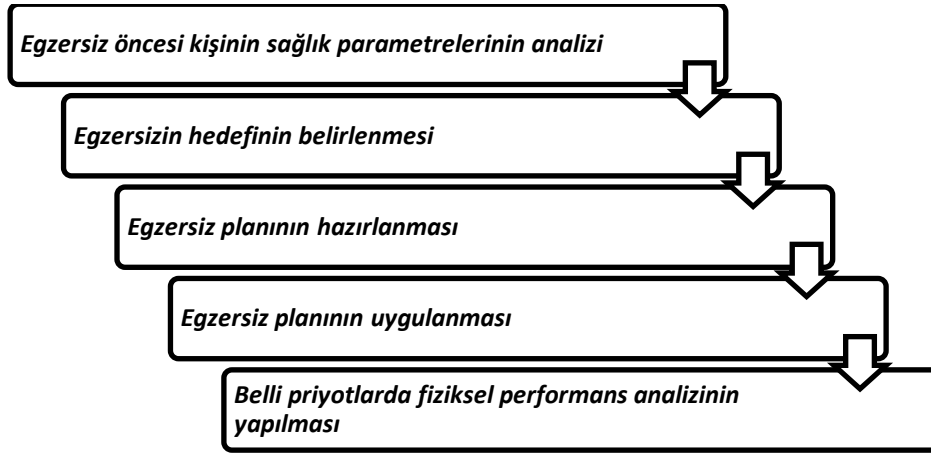 Egzersiz öncesi kişinin sağlık parametrelerinin analizi
Egzersizin hedefinin belirlenmesi
Egzersiz planının hazırlanması
Egzersiz planının uygulanması
Belli priyotlarda fiziksel performans analizinin
yapılması